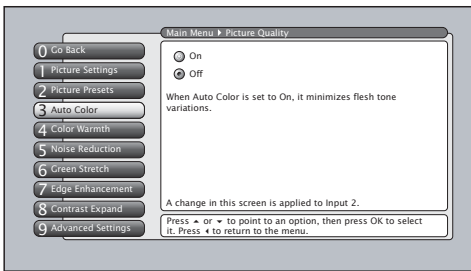 Main Menu ▸ Picture Quality
0 Go Back
1 Picture Settings
2 Picture Presets
3 Auto Color
4 Color Warmth
5 Noise Reduction
6 Green Stretch
7 Edge Enhancement
8 Contrast Expand
9 Advanced Settings
On
Off
When Auto Color is set to On, it minimizes flesh tone
variations.
A change in this screen is applied to Input 2.
Press ▴ or ▾ to point to an option, then press OK to select
it. Press ◂ to return to the menu.